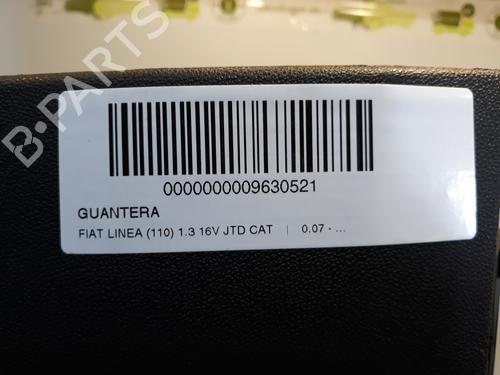 B-PARTS
0000000009630521
GUANTERA
FIAT LINEA (110) 1.3 16V JTD CAT | 0.07 - ...